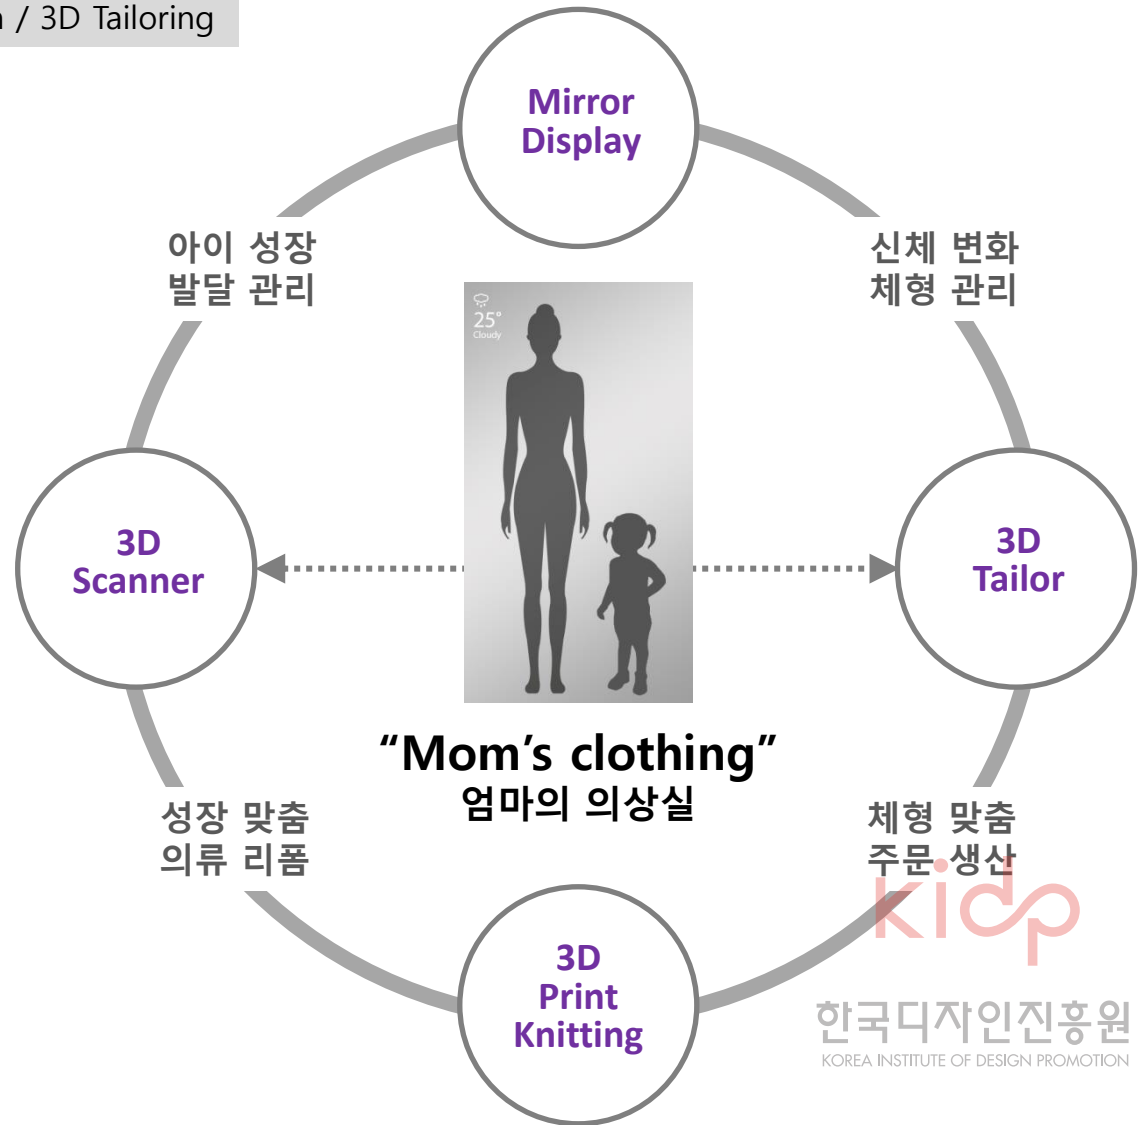 / 3D Tailoring
Mirror
Display
아이 성장
발달 관리
신체 변화
체형 관리
25°
Cloudy
3D
Scanner
3D
Tailor
“Mom’s clothing”
엄마의 의상실
성장 맞춤
의류 리폼
체형 맞춤
주문 생산
3D
Print
Knitting
kidp
한국디자인진흥원
KOREA INSTITUTE OF DESIGN PROMOTION